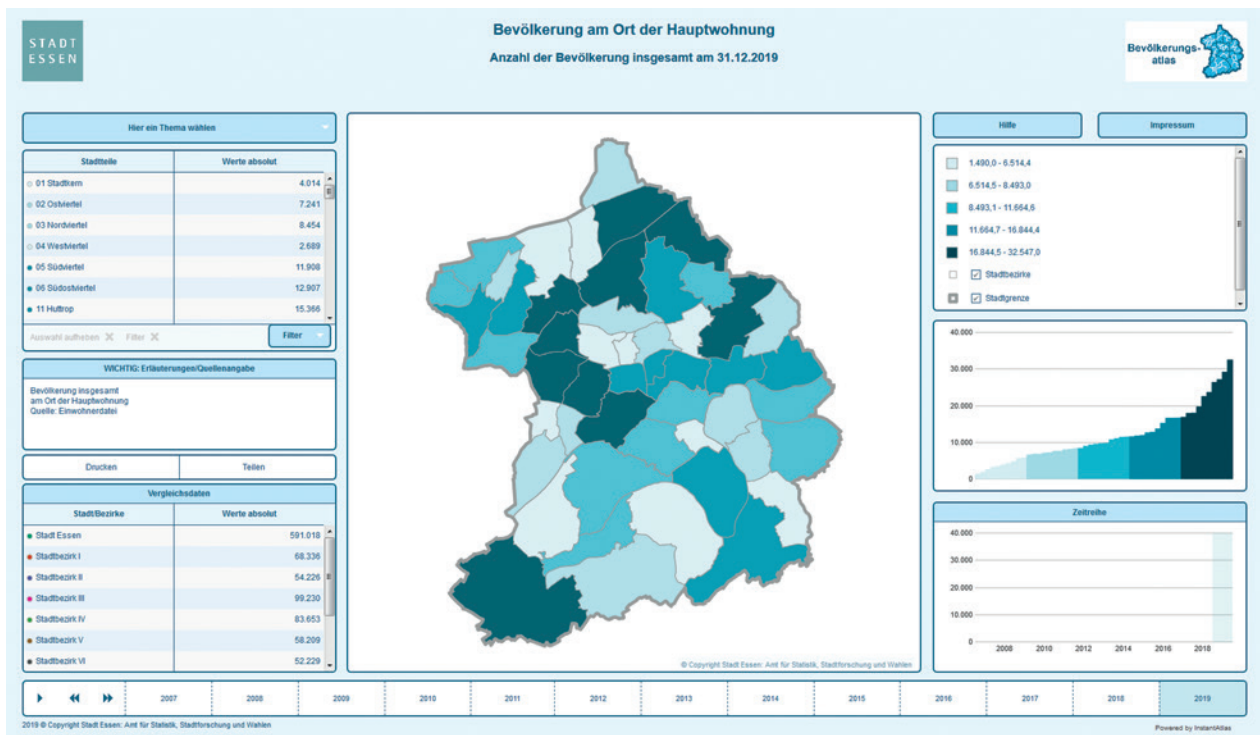 STADT
ESSEN
Bevölkerung am Ort der Hauptwohnung
Anzahl der Bevölkerung insgesamt am 31.12.2019
Bevölkerungs-
atlas
Hier ein Thema wählen
Stadtteile Werte absolut
01 Stadtkern 4.014
02 Ostviertel 7.241
03 Nordviertel 8.454
04 Westviertel 2.689
05 Südviertel 11.908
06 Südostviertel 12.907
11 Huttrop 15.366
Auswahl aufheben Filter Filter
WICHTIG: Erläuterungen/Quellenangabe
Bevölkerung insgesamt
am Ort der Hauptwohnung
Quelle: Einwohnerdatei
Drucken Teilen
Vergleichsdaten
Stadt/Bezirke Werte absolut
Stadt Essen 591.018
Stadtbezirk I 68.336
Stadtbezirk II 54.226
Stadtbezirk III 99.230
Stadtbezirk IV 83.653
Stadtbezirk V 58.209
Stadtbezirk VI 52.229
© Copyright Stadt Essen: Amt für Statistik, Stadtforschung und Wahlen
Hilfe Impressum
1.490,0 - 6.514,4
6.514,5 - 8.493,0
8.493,1 - 11.664,6
11.664,7 - 16.844,4
16.844,5 - 32.547,0
Stadtbezirke
Stadtgrenze
40.000
30.000
20.000
10.000
0
Zeitreihe
40.000
30.000
20.000
10.000
0
2008 2010 2012 2014 2016 2018
2007 2008 2009 2010 2011 2012 2013 2014 2015 2016 2017 2018 2019
2019 © Copyright Stadt Essen: Amt für Statistik, Stadtforschung und Wahlen
Powered by InstantAtlas